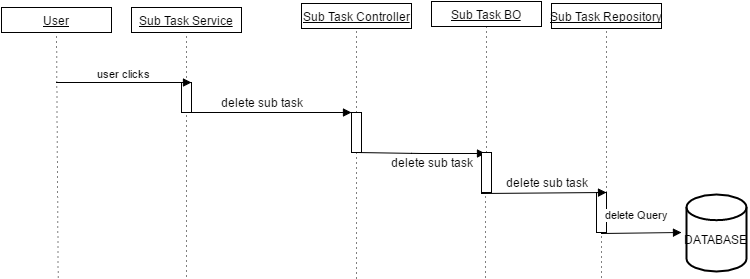 User
Sub Task Service
Sub Task Controller
Sub Task BO
Sub Task Repository
user clicks
delete sub task
delete sub task
delete sub task
delete Query
DATABASE